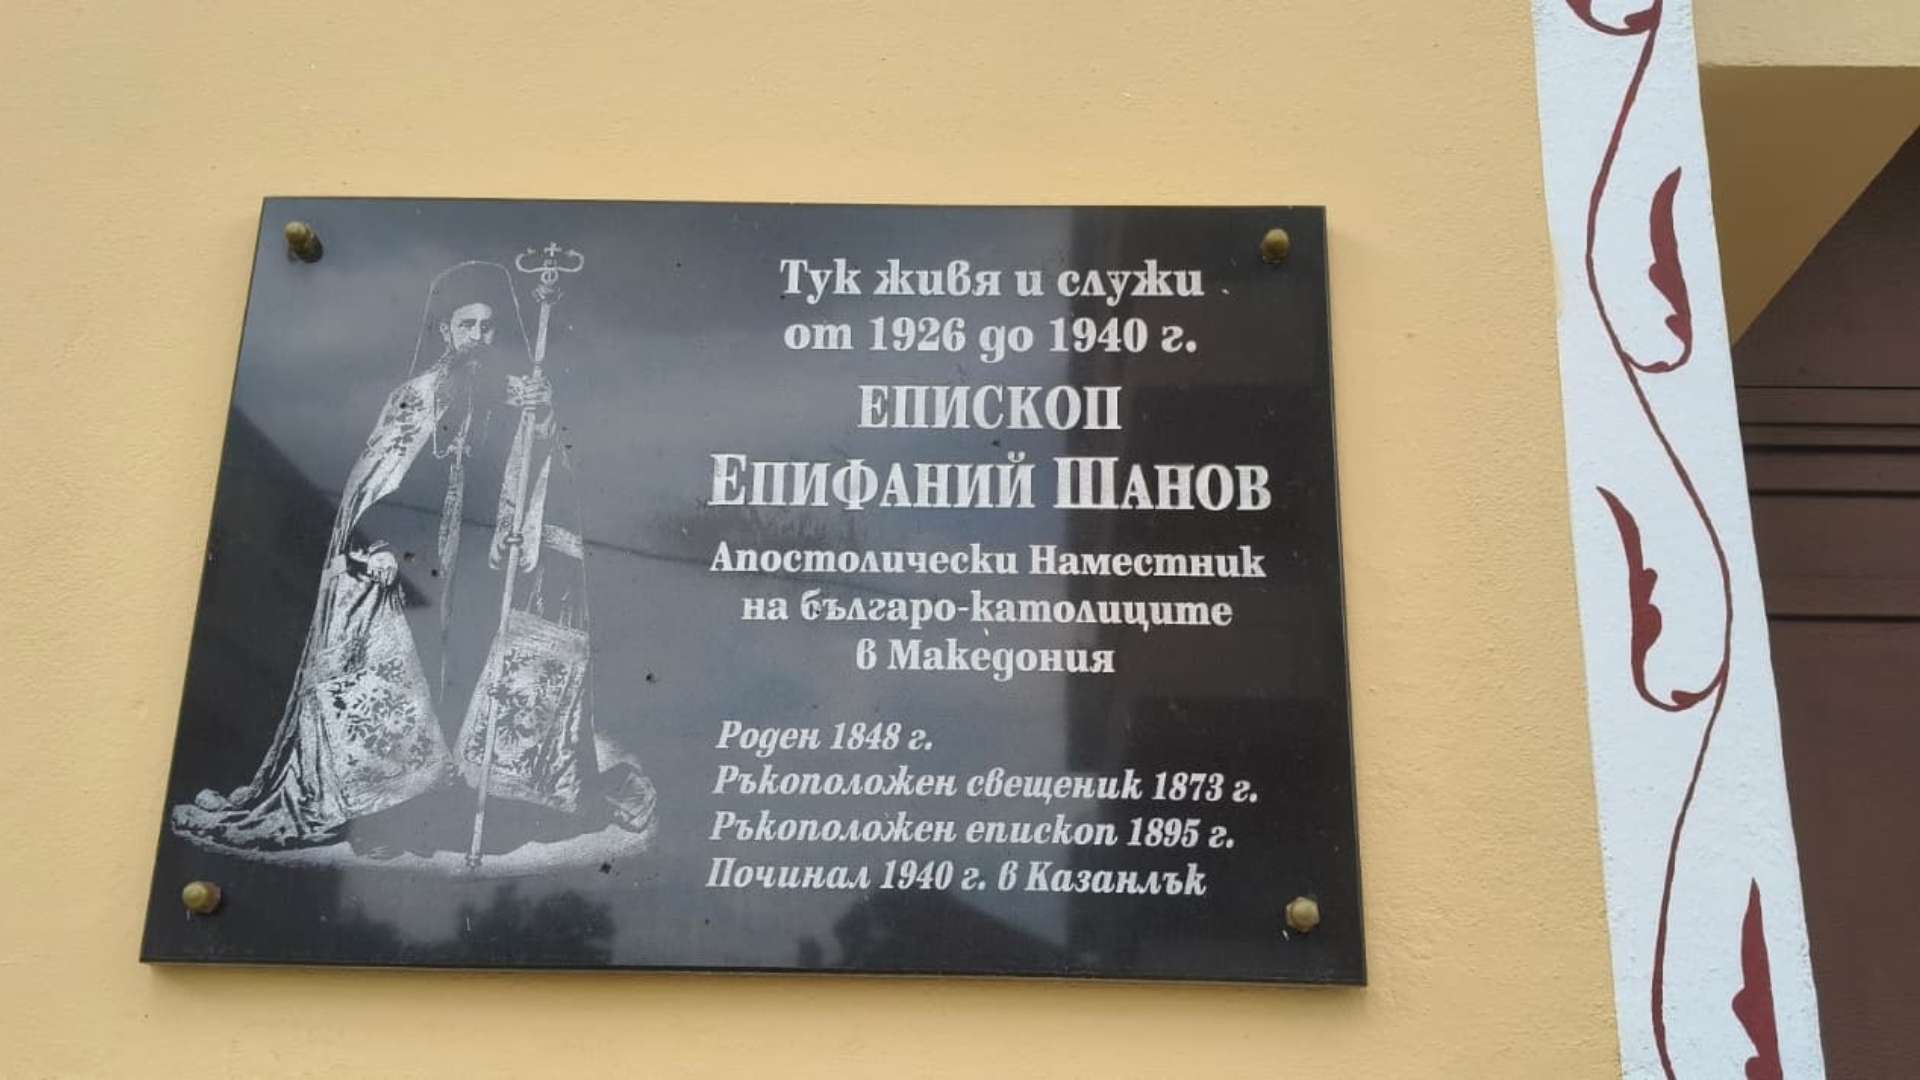 Тук живя и служи
от 1926 до 1940 г.
ЕПИСКОП
ЕПИФАНИЙ ШАНОВ
Апостолически Наместник
на българо-католиците
в Македония
Роден 1848 г.
Ръкоположен свещеник 1873 г.
Ръкоположен епископ 1895 г.
Починал 1940 г. в Казанлък